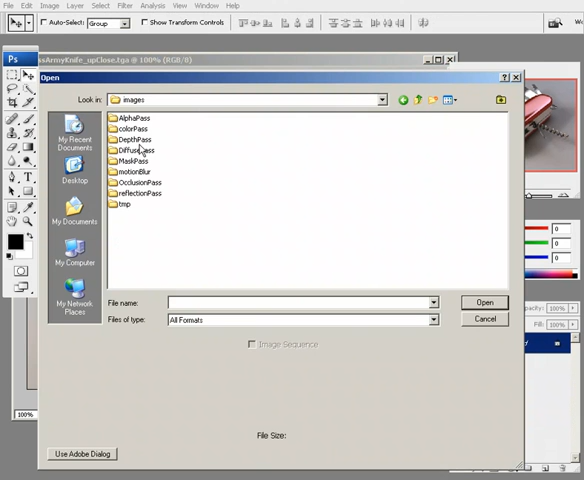 File Edit Image Layer Select Filter Analysis View Window Help
Auto-Select: Group Show Transform Controls
Ps
sArmyKnife_upClose.tga @ 100% (RGB/8)
Open
Look in: images
My Recent Documents
Desktop
My Documents
My Computer
My Network Places
AlphaPass
colorPass
DepthPass
MaskPass
motionBlur
OcclusionPass
reflectionPass
tmp
File name: Open
Files of type: All Formats Cancel
Image Sequence
File Size:
Use Adobe Dialog
0
0
0
Opacity: 100%
Fill: 100%
100%